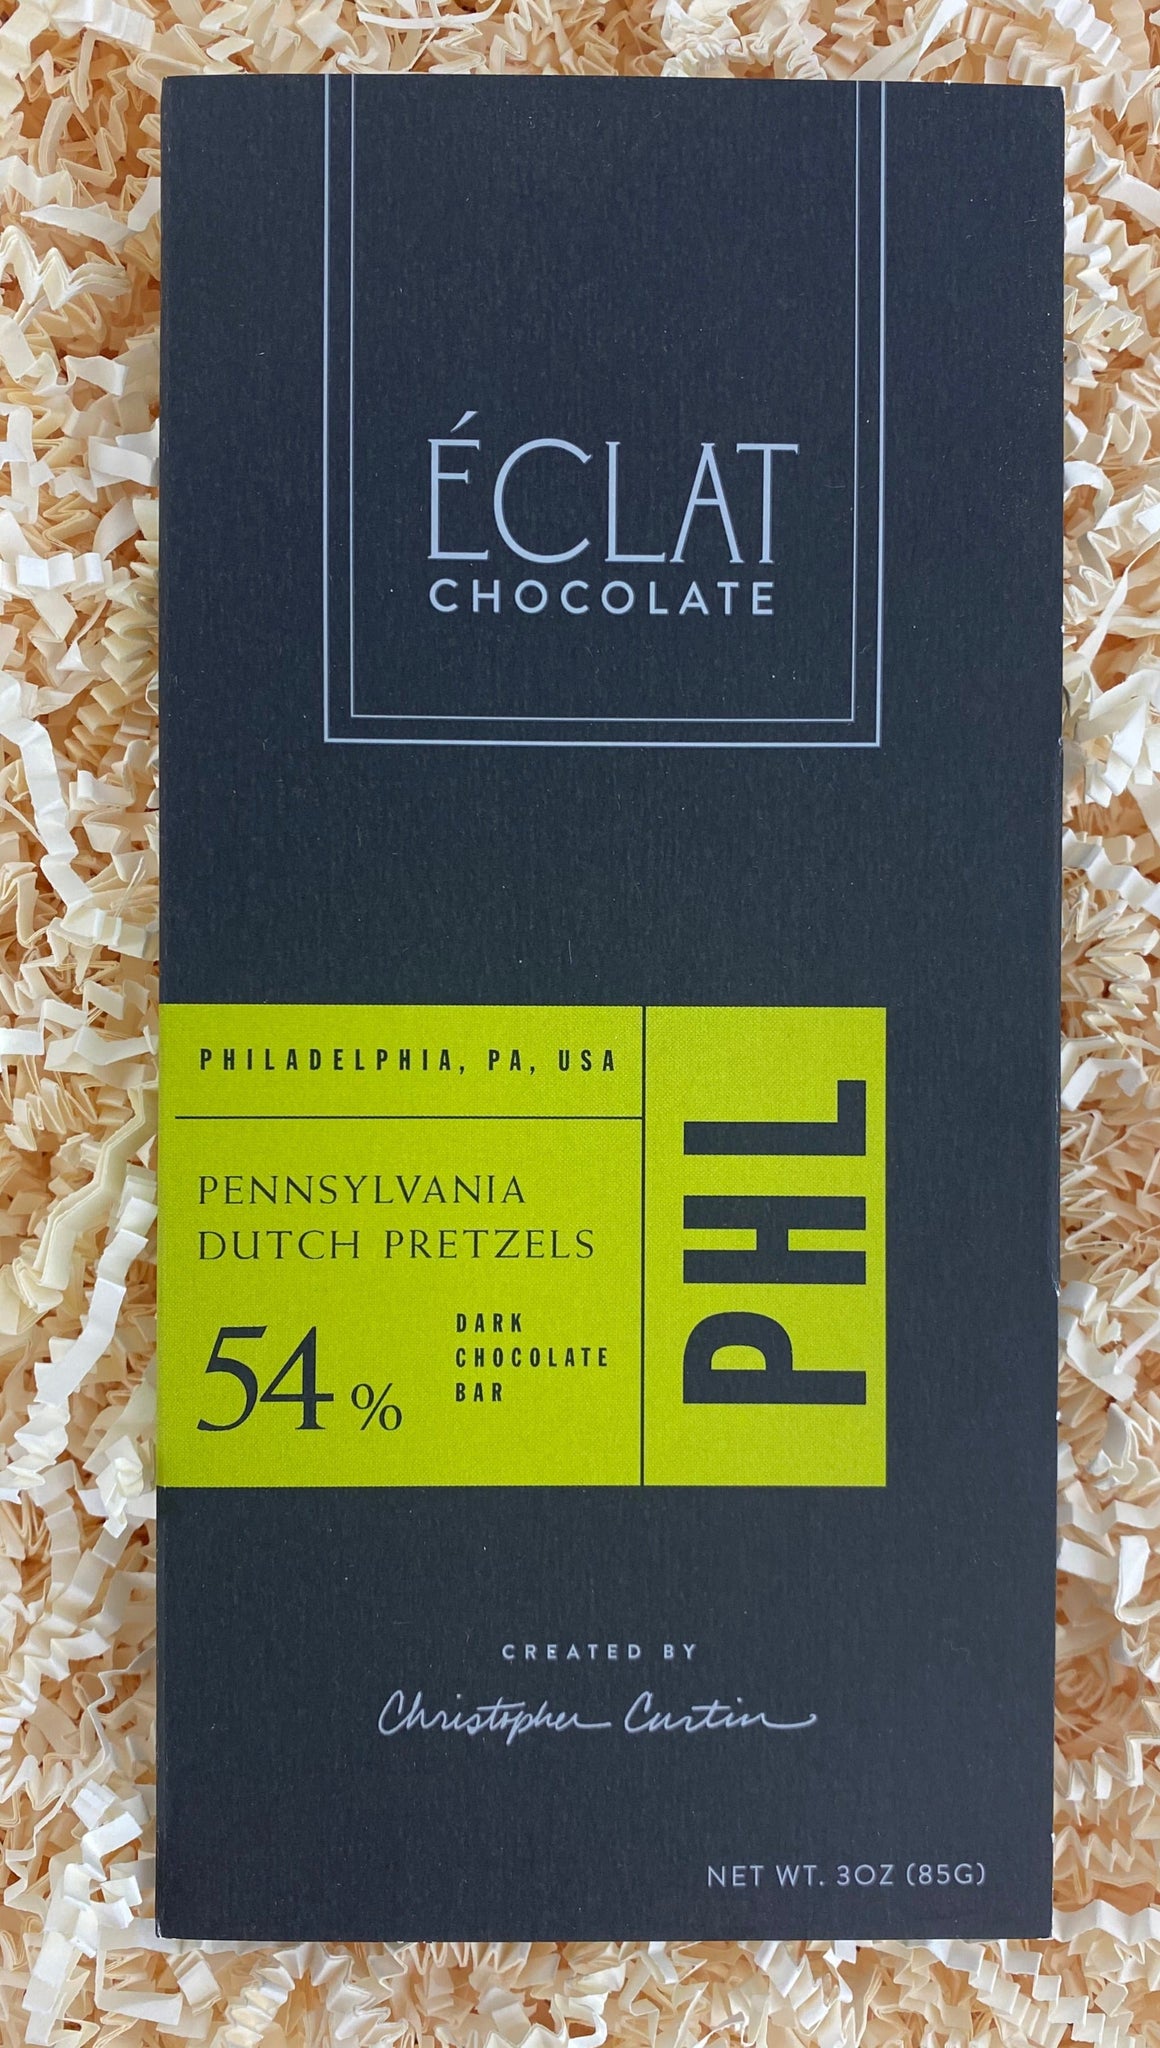 ÉCLAT
CHOCOLATE
PHILADELPHIA, PA, USA
PENNSYLVANIA
DUTCH PRETZELS
54%
DARK
CHOCOLATE
BAR
PHL
CREATED BY
Christopher Curtin
NET WT. 3OZ (85G)